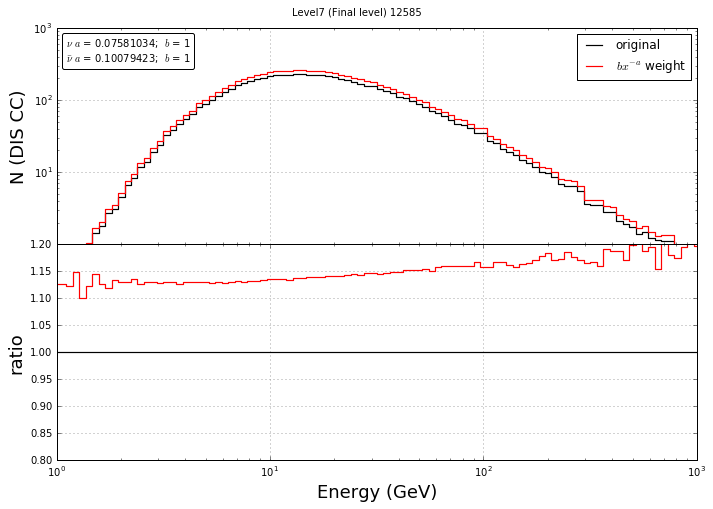 Level7 (Final level) 12585
ν a = 0.07581034; b = 1
ν̄ a = 0.10079423; b = 1
original
bx⁻ᵃ weight
N (DIS CC)
10³
10²
10¹
1.20
1.15
1.10
1.05
1.00
0.95
0.90
0.85
0.80
ratio
10⁰ 10¹ 10² 10³
Energy (GeV)